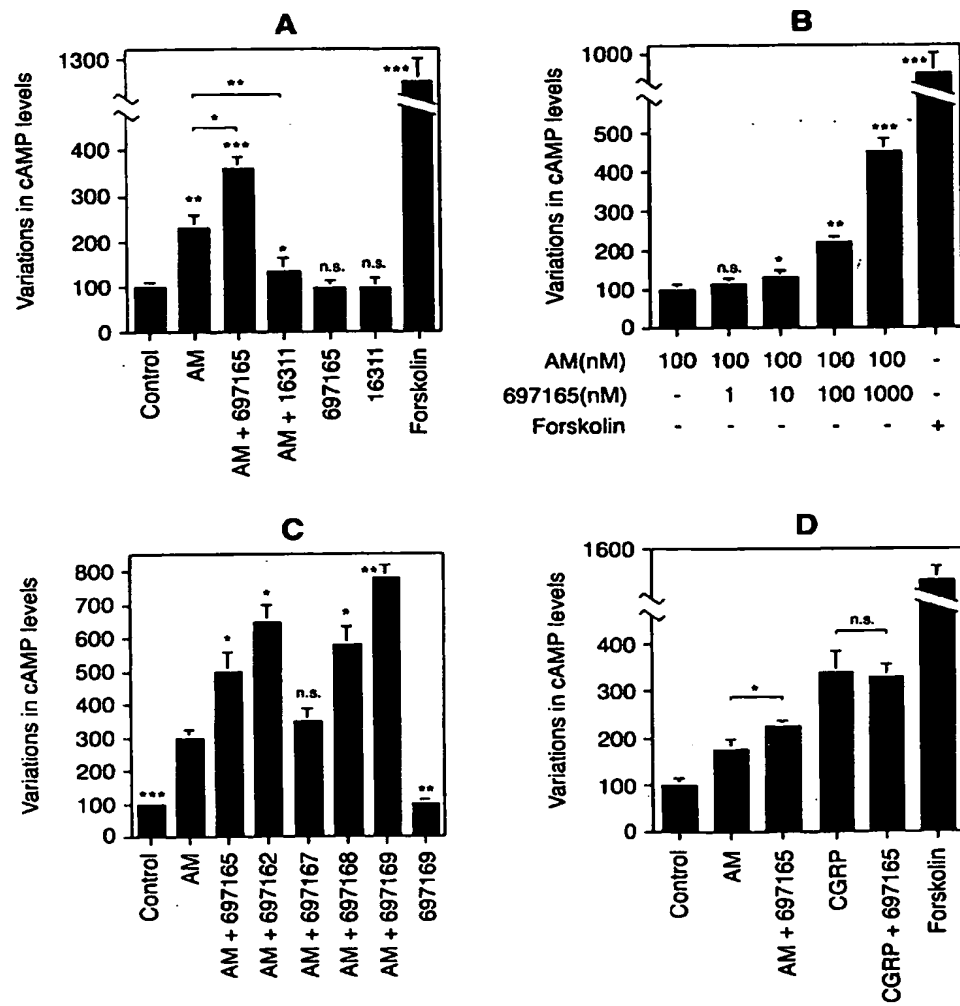 A
Variations in cAMP levels
1300
400
300
200
100
0
**
*
**
***
*
n.s.
n.s.
***
Control
AM
AM + 697165
AM + 16311
697165
16311
Forskolin
B
Variations in cAMP levels
1000
500
400
300
200
100
0
n.s.
*
**
***
***
AM(nM) 100 100 100 100 100 -
697165(nM) - 1 10 100 1000 -
Forskolin - - - - - +
C
Variations in cAMP levels
800
700
600
500
400
300
200
100
0
***
*
*
n.s.
*
**
**
Control
AM
AM + 697165
AM + 697162
AM + 697167
AM + 697168
AM + 697169
697169
D
Variations in cAMP levels
1600
400
300
200
100
0
*
n.s.
Control
AM
AM + 697165
CGRP
CGRP + 697165
Forskolin